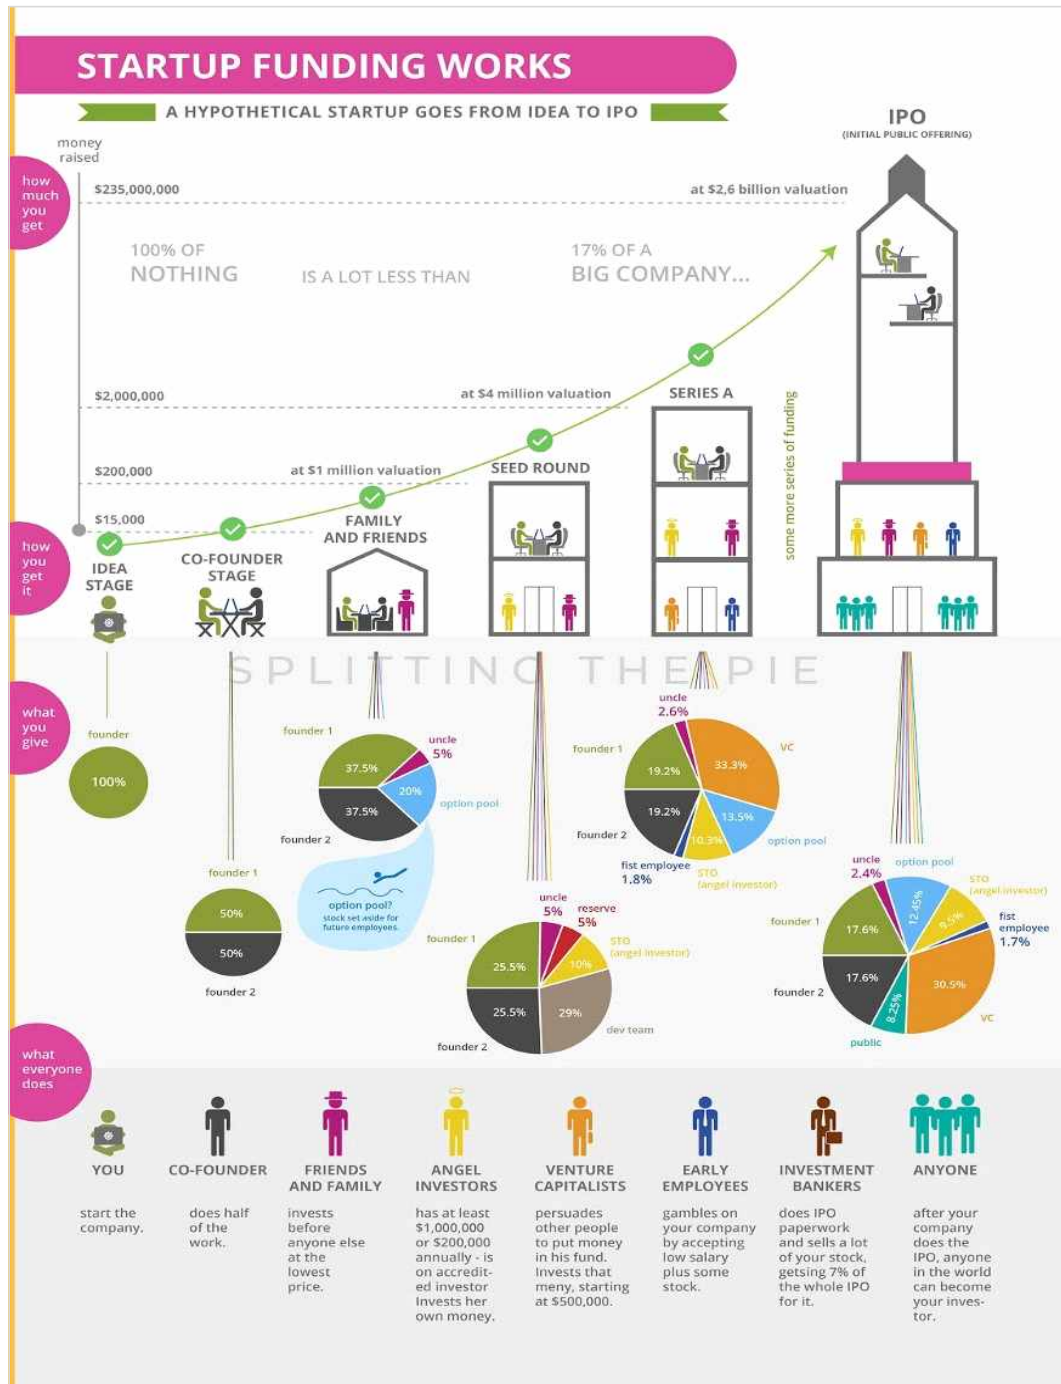 STARTUP FUNDING WORKS
A HYPOTHETICAL STARTUP GOES FROM IDEA TO IPO
IPO
(INITIAL PUBLIC OFFERING)
money
raised
how
much
you
get
$235,000,000
at $2,6 billion valuation
100% OF
NOTHING
IS A LOT LESS THAN
17% OF A
BIG COMPANY...
$2,000,000
at $4 million valuation
SERIES A
some more series of funding
$200,000
at $1 million valuation
SEED ROUND
$15,000
how
you
get
it
IDEA
STAGE
CO-FOUNDER
STAGE
FAMILY
AND FRIENDS
SPLITTING THE PIE
what
you
give
founder
100%
founder 1
50%
50%
founder 2
founder 1
uncle
5%
37.5%
20%
option pool
37.5%
founder 2
option pool?
stock set aside for
future employees.
founder 1
uncle
5%
reserve
5%
STO
(angel investor)
25.5%
10%
25.5%
29%
dev team
founder 2
uncle
2.6%
founder 1
VC
19.2%
33.3%
19.2%
13.5%
founder 2
10.3%
option pool
fist employee
1.8%
STO
(angel investor)
uncle
2.4%
option pool
STO
(angel investor)
founder 1
17.6%
12.45%
9.5%
fist
employee
1.7%
founder 2
17.6%
8.25%
30.5%
VC
public
what
everyone
does
YOU
start the
company.
CO-FOUNDER
does half
of the
work.
FRIENDS
AND FAMILY
invests
before
anyone else
at the
lowest
price.
ANGEL
INVESTORS
has at least
$1,000,000
or $200,000
annually - is
on accredit-
ed investor
Invests her
own money.
VENTURE
CAPITALISTS
persuades
other people
to put money
in his fund.
Invests that
meny, starting
at $500,000.
EARLY
EMPLOYEES
gambles on
your company
by accepting
low salary
plus some
stock.
INVESTMENT
BANKERS
does IPO
paperwork
and sells a lot
of your stock,
getsing 7% of
the whole IPO
for it.
ANYONE
after your
company
does the
IPO, anyone
in the world
can become
your inves-
tor.